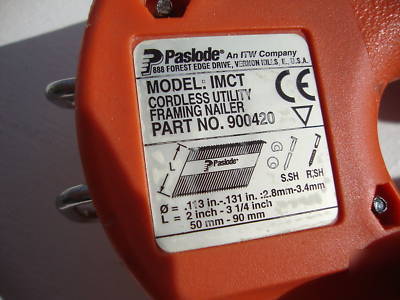 Paslode® An ITW Company
888 FOREST EDGE DRIVE, VERNON HILLS, IL, U.S.A.
MODEL: IMCT
CORDLESS UTILITY
FRAMING NAILER
PART NO. 900420
CE
L
Paslode®
S.SH R.SH
Ø = .113 in.-.131 in. :2.8mm-3.4mm
L = 2 inch - 3 1/4 inch
50 mm - 90 mm